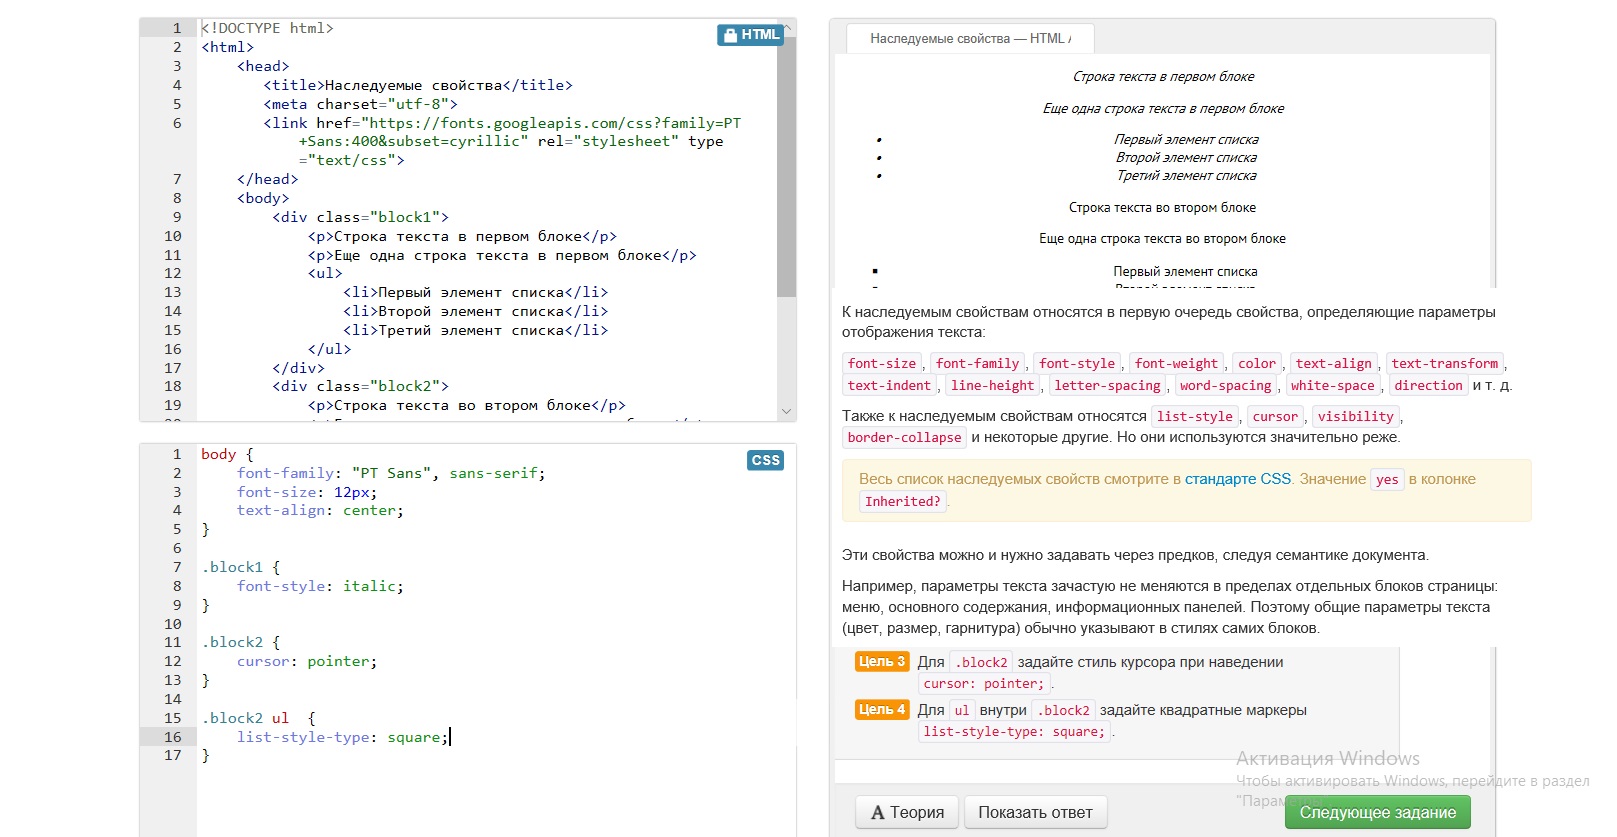 1 <!DOCTYPE html>
HTML
2 <html>
3 <head>
4 <title>Наследуемые свойства</title>
5 <meta charset="utf-8">
6 <link href="https://fonts.googleapis.com/css?family=PT
+Sans:400&subset=cyrillic" rel="stylesheet" type
="text/css">
7 </head>
8 <body>
9 <div class="block1">
10 <p>Строка текста в первом блоке</p>
11 <p>Еще одна строка текста в первом блоке</p>
12 <ul>
13 <li>Первый элемент списка</li>
14 <li>Второй элемент списка</li>
15 <li>Третий элемент списка</li>
16 </ul>
17 </div>
18 <div class="block2">
19 <p>Строка текста во втором блоке</p>
1 body {
CSS
2 font-family: "PT Sans", sans-serif;
3 font-size: 12px;
4 text-align: center;
5 }
6
7 .block1 {
8 font-style: italic;
9 }
10
11 .block2 {
12 cursor: pointer;
13 }
14
15 .block2 ul  {
16 list-style-type: square;
17 }
Наследуемые свойства — HTML A
Строка текста в первом блоке
Еще одна строка текста в первом блоке
• Первый элемент списка
• Второй элемент списка
• Третий элемент списка
Строка текста во втором блоке
Еще одна строка текста во втором блоке
▪ Первый элемент списка
К наследуемым свойствам относятся в первую очередь свойства, определяющие параметры
отображения текста:
font-size, font-family, font-style, font-weight, color, text-align, text-transform,
text-indent, line-height, letter-spacing, word-spacing, white-space, direction и т. д.
Также к наследуемым свойствам относятся list-style, cursor, visibility,
border-collapse и некоторые другие. Но они используются значительно реже.
Весь список наследуемых свойств смотрите в стандарте CSS. Значение yes в колонке
Inherited?.
Эти свойства можно и нужно задавать через предков, следуя семантике документа.
Например, параметры текста зачастую не меняются в пределах отдельных блоков страницы:
меню, основного содержания, информационных панелей. Поэтому общие параметры текста
(цвет, размер, гарнитура) обычно указывают в стилях самих блоков.
Цель 3 Для .block2 задайте стиль курсора при наведении
cursor: pointer;.
Цель 4 Для ul внутри .block2 задайте квадратные маркеры
list-style-type: square;.
Активация Windows
Чтобы активировать Windows, перейдите в раздел
"Параметры".
А Теория
Показать ответ
Следующее задание